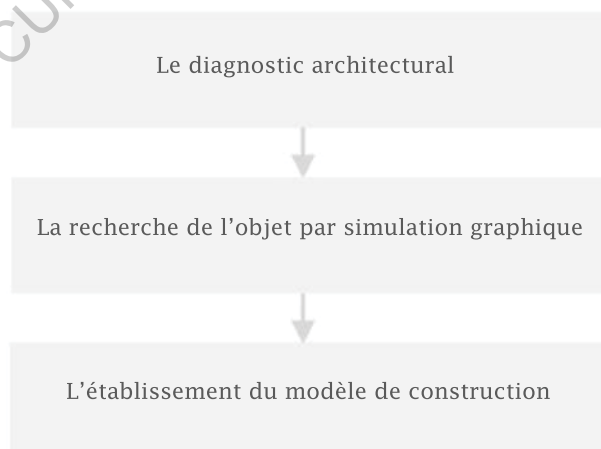 Le diagnostic architectural
La recherche de l’objet par simulation graphique
L’établissement du modèle de construction